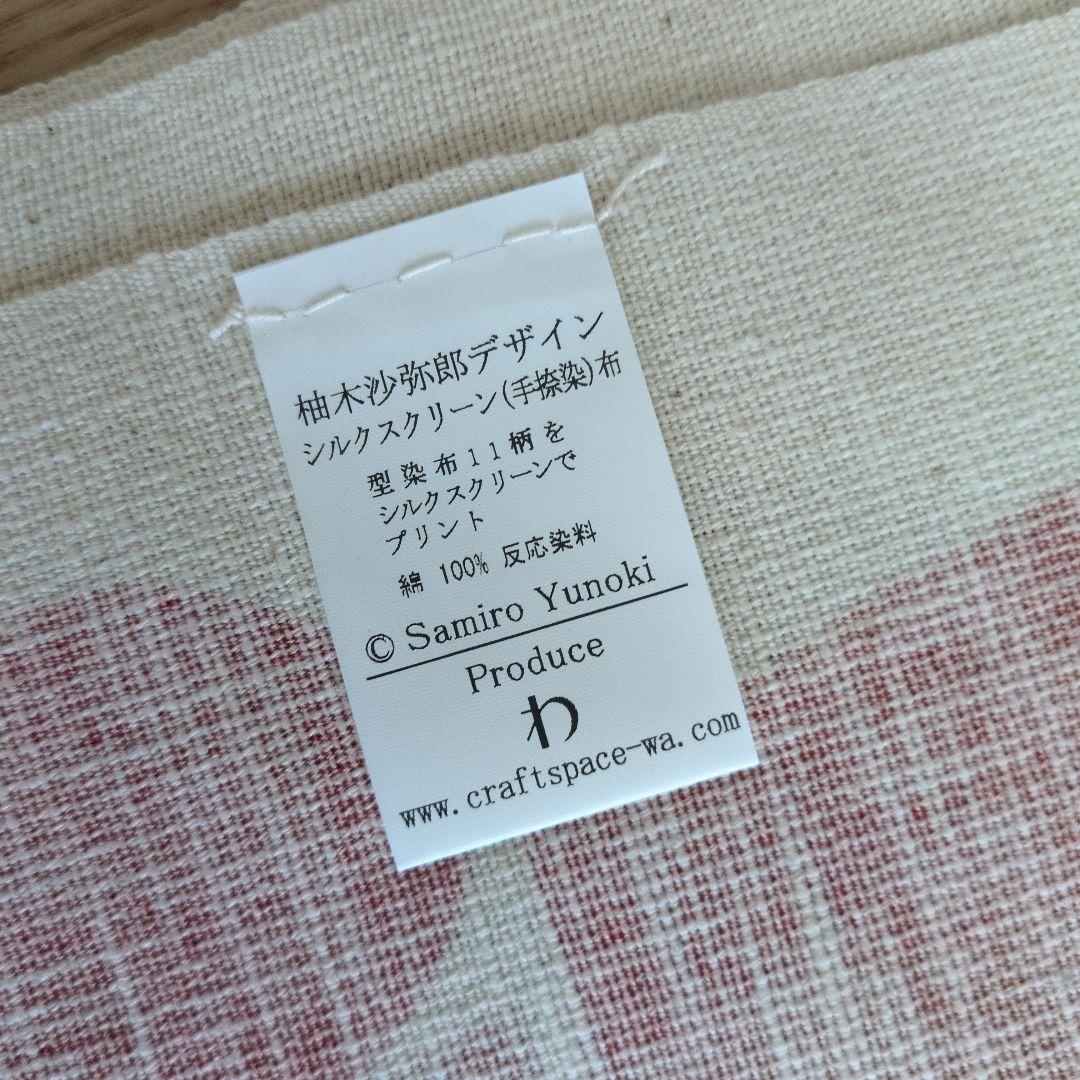 柚木沙弥郎デザイン
シルクスクリーン(手捺染)布
型染布11柄を
シルクスクリーンで
プリント
綿 100% 反応染料
© Samiro Yunoki
Produce
わ
www.craftspace-wa.com